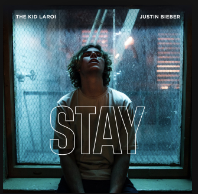 THE KID LAROI JUSTIN BIEBER
STAY